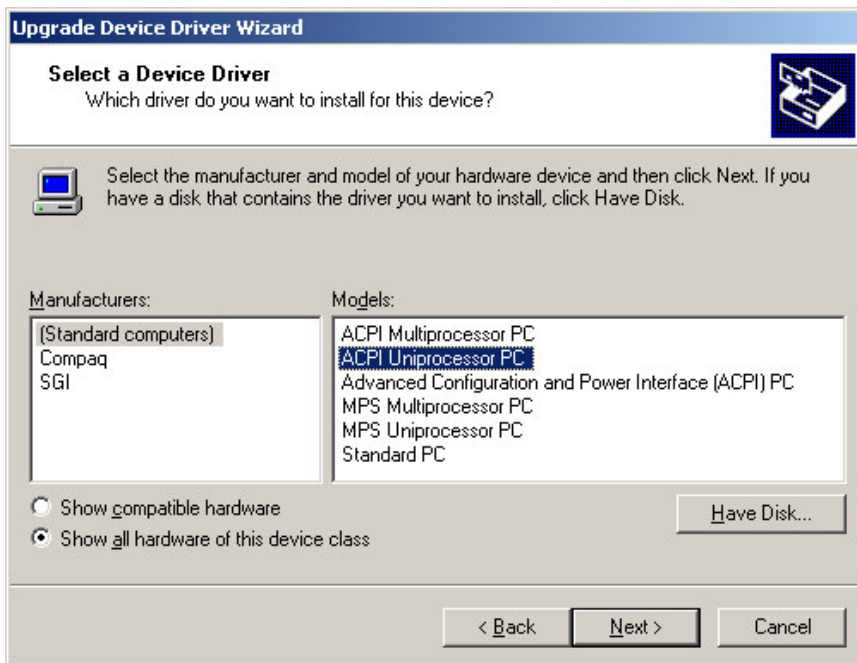 Upgrade Device Driver Wizard
Select a Device Driver
Which driver do you want to install for this device?
Select the manufacturer and model of your hardware device and then click Next. If you
have a disk that contains the driver you want to install, click Have Disk.
Manufacturers:
(Standard computers)
Compaq
SGI
Models:
ACPI Multiprocessor PC
ACPI Uniprocessor PC
Advanced Configuration and Power Interface (ACPI) PC
MPS Multiprocessor PC
MPS Uniprocessor PC
Standard PC
Show compatible hardware
Show all hardware of this device class
Have Disk...
< Back
Next >
Cancel